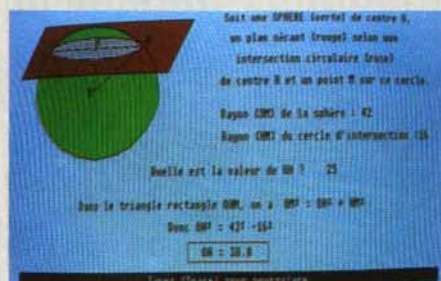 Soit une SPHERE (verte) de centre O,
un plan sécant (rouge) selon une
intersection circulaire (rose)
de centre H et un point M sur ce cercle.
Rayon (OM) de la sphère : 42
Rayon (HM) du cercle d'intersection :16
Quelle est la valeur de OH ? 25
Dans le triangle rectangle OHM, on a OM² = OH² + HM²
Donc OH² = 42² -16²
OH = 38.8
pour poursuivre